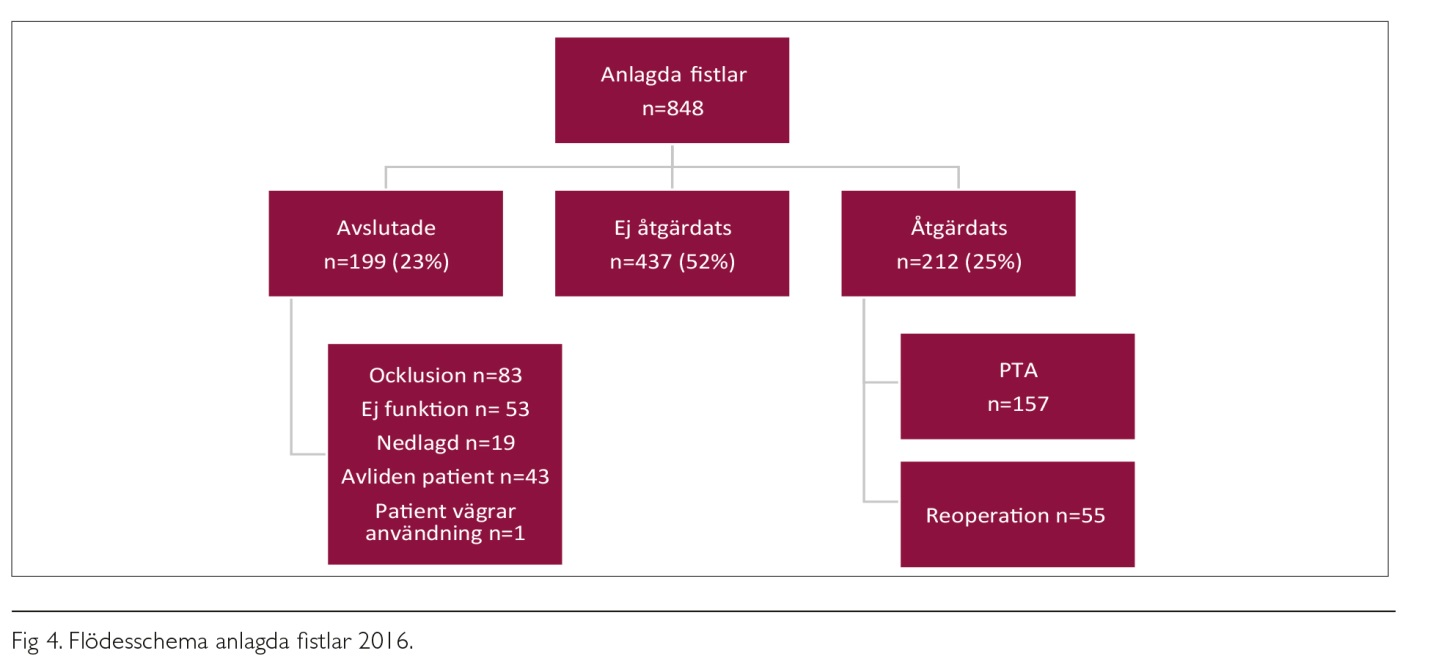 Anlagda fistlar
n=848
Avslutade
n=199 (23%)
Ej åtgärdats
n=437 (52%)
Åtgärdats
n=212 (25%)
Ocklusion n=83
Ej funktion n= 53
Nedlagd n=19
Avliden patient n=43
Patient vägrar
användning n=1
PTA
n=157
Reoperation n=55
Fig 4. Flödesschema anlagda fistlar 2016.